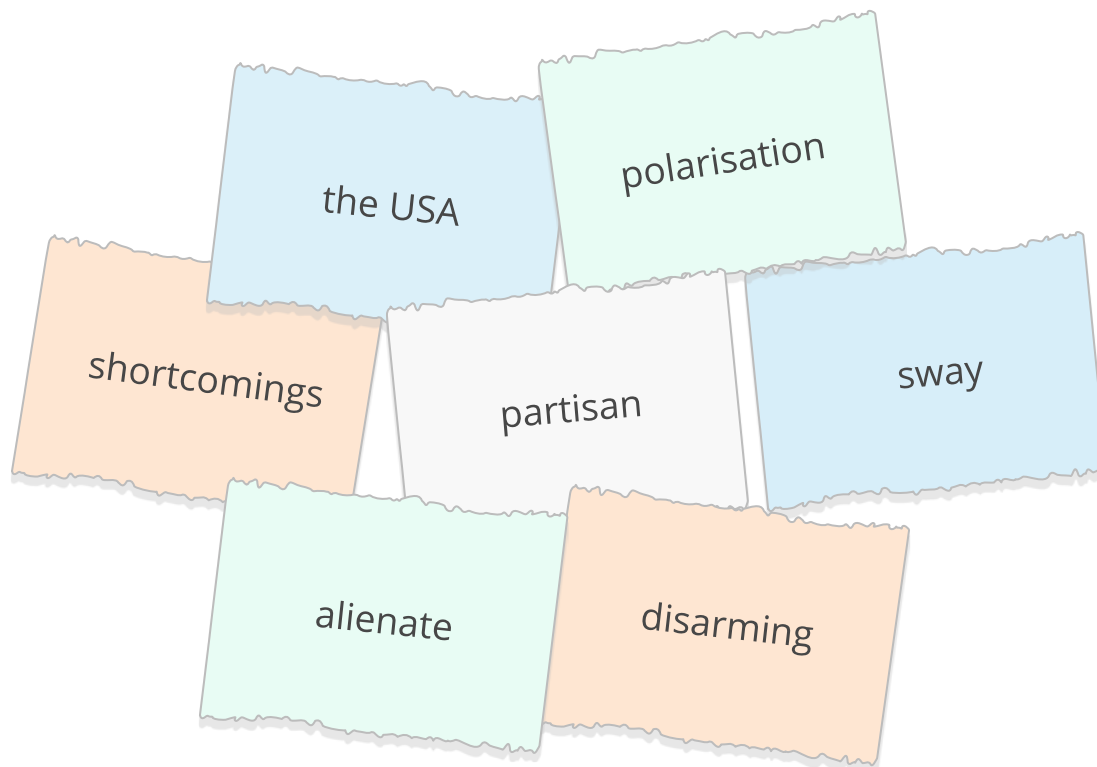 the USA
polarisation
shortcomings
partisan
sway
alienate
disarming